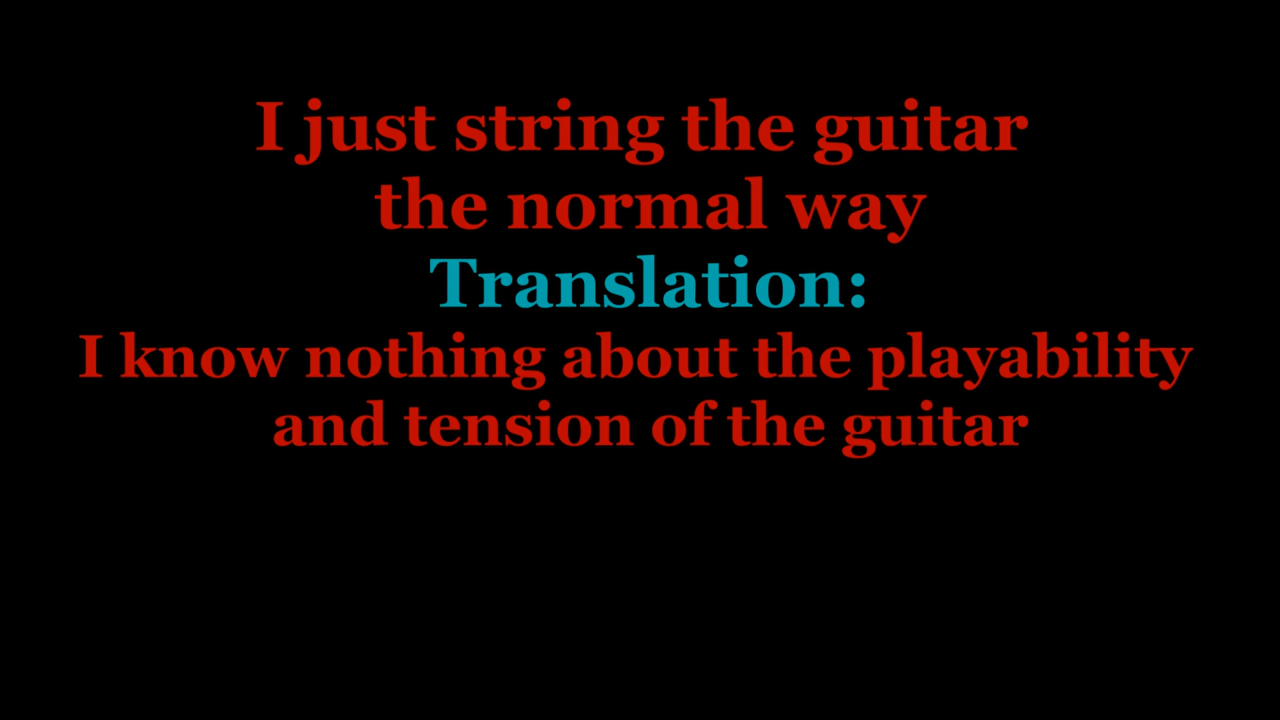 I just string the guitar
the normal way
Translation:
I know nothing about the playability
and tension of the guitar